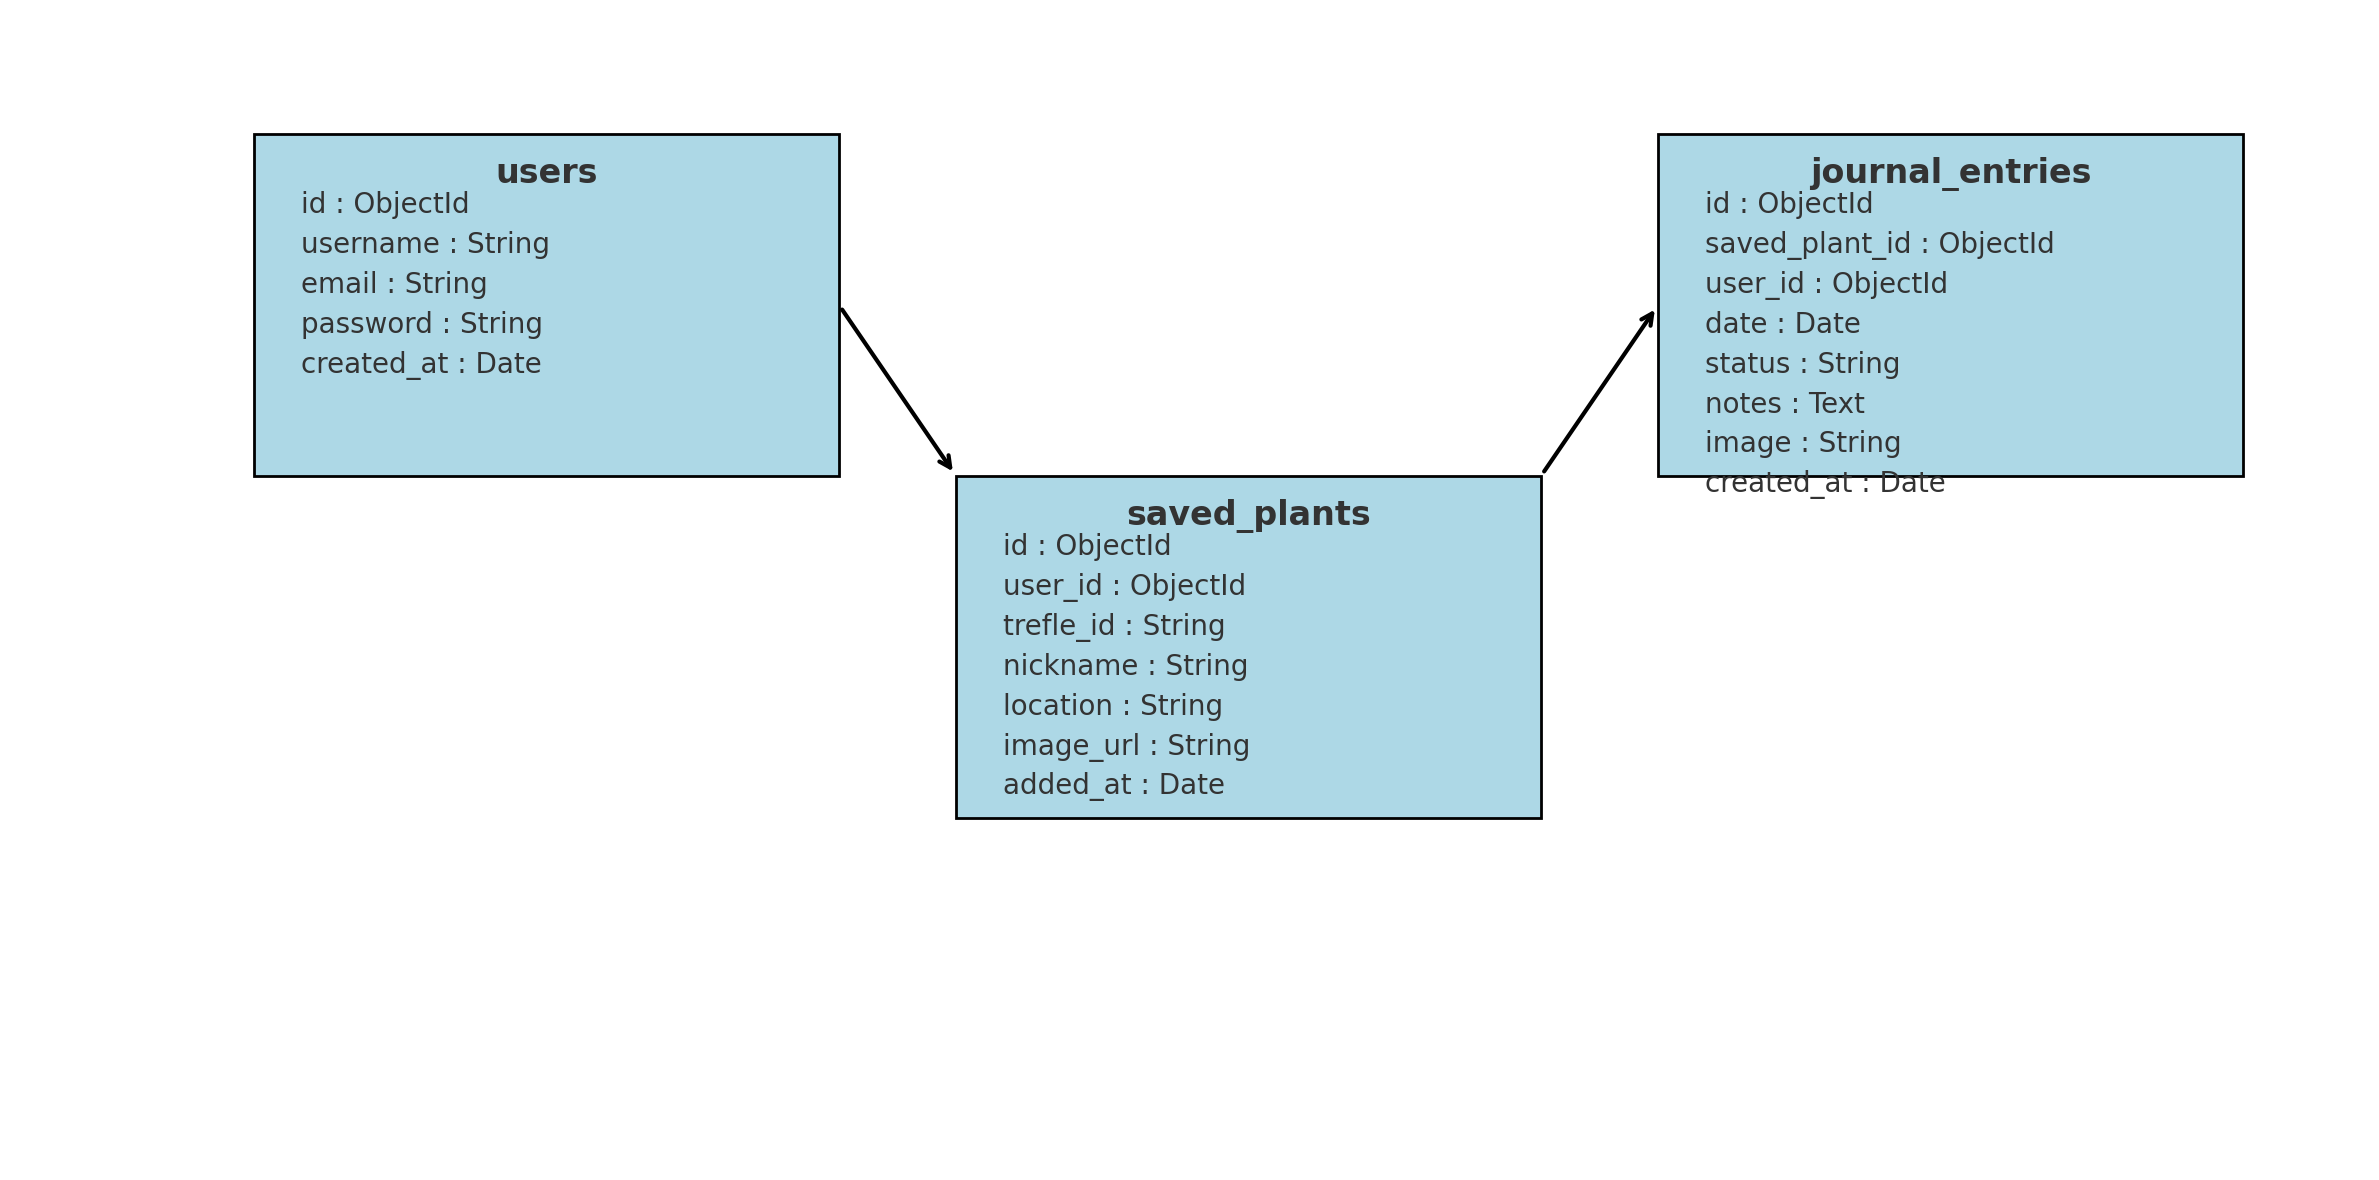 users
id : ObjectId
username : String
email : String
password : String
created_at : Date
journal_entries
id : ObjectId
saved_plant_id : ObjectId
user_id : ObjectId
date : Date
status : String
notes : Text
image : String
created_at : Date
saved_plants
id : ObjectId
user_id : ObjectId
trefle_id : String
nickname : String
location : String
image_url : String
added_at : Date